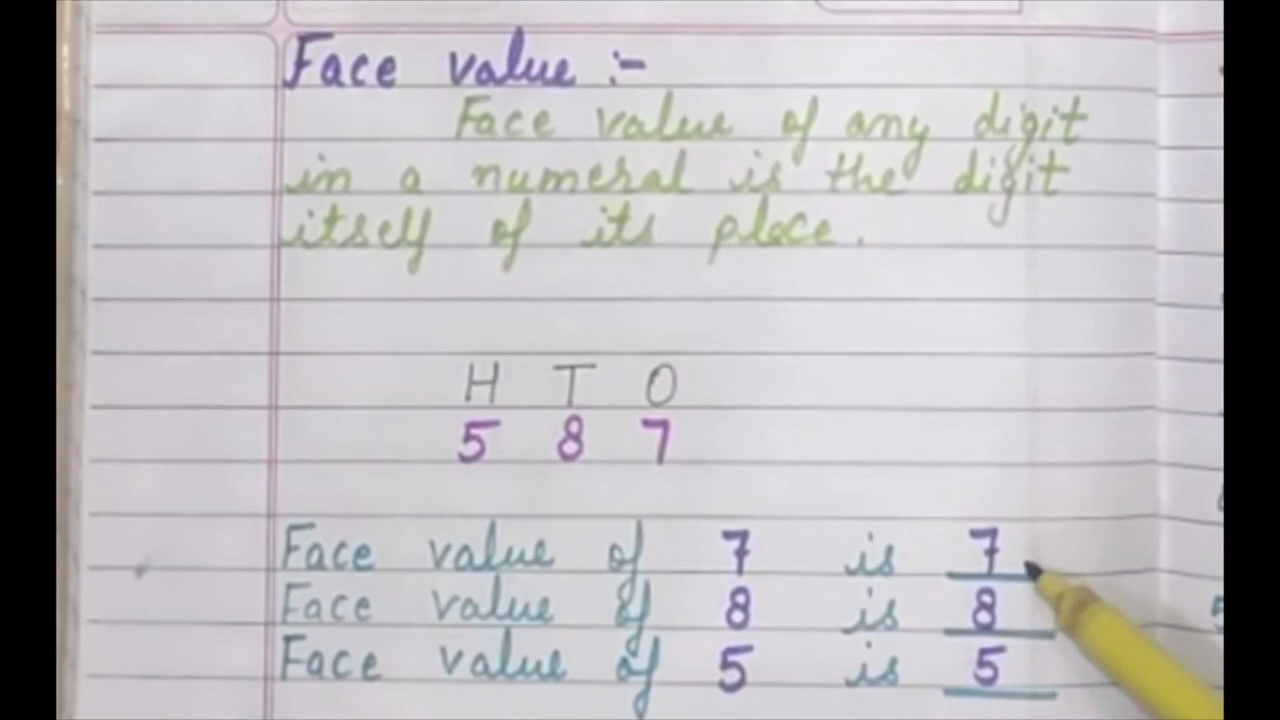 Face value :-
Face value of any digit
in a numeral is the digit
itself of its place.
H T O
5 8 7
Face value of 7 is 7
Face value of 8 is 8
Face value of 5 is 5